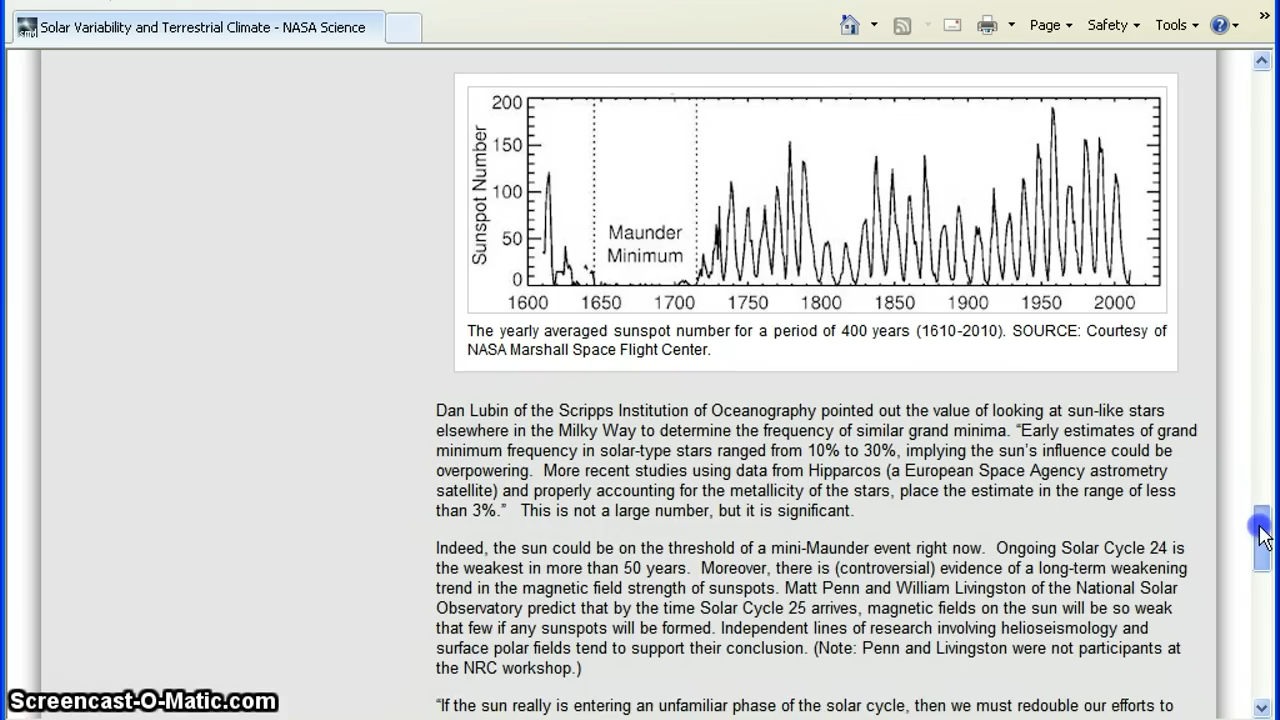 Solar Variability and Terrestrial Climate - NASA Science
Page
Safety
Tools
200
150
100
50
0
Sunspot Number
Maunder
Minimum
1600 1650 1700 1750 1800 1850 1900 1950 2000
The yearly averaged sunspot number for a period of 400 years (1610-2010). SOURCE: Courtesy of
NASA Marshall Space Flight Center.
Dan Lubin of the Scripps Institution of Oceanography pointed out the value of looking at sun-like stars
elsewhere in the Milky Way to determine the frequency of similar grand minima. “Early estimates of grand
minimum frequency in solar-type stars ranged from 10% to 30%, implying the sun’s influence could be
overpowering. More recent studies using data from Hipparcos (a European Space Agency astrometry
satellite) and properly accounting for the metallicity of the stars, place the estimate in the range of less
than 3%.” This is not a large number, but it is significant.
Indeed, the sun could be on the threshold of a mini-Maunder event right now. Ongoing Solar Cycle 24 is
the weakest in more than 50 years. Moreover, there is (controversial) evidence of a long-term weakening
trend in the magnetic field strength of sunspots. Matt Penn and William Livingston of the National Solar
Observatory predict that by the time Solar Cycle 25 arrives, magnetic fields on the sun will be so weak
that few if any sunspots will be formed. Independent lines of research involving helioseismology and
surface polar fields tend to support their conclusion. (Note: Penn and Livingston were not participants at
the NRC workshop.)
“If the sun really is entering an unfamiliar phase of the solar cycle, then we must redouble our efforts to
Screencast-O-Matic.com